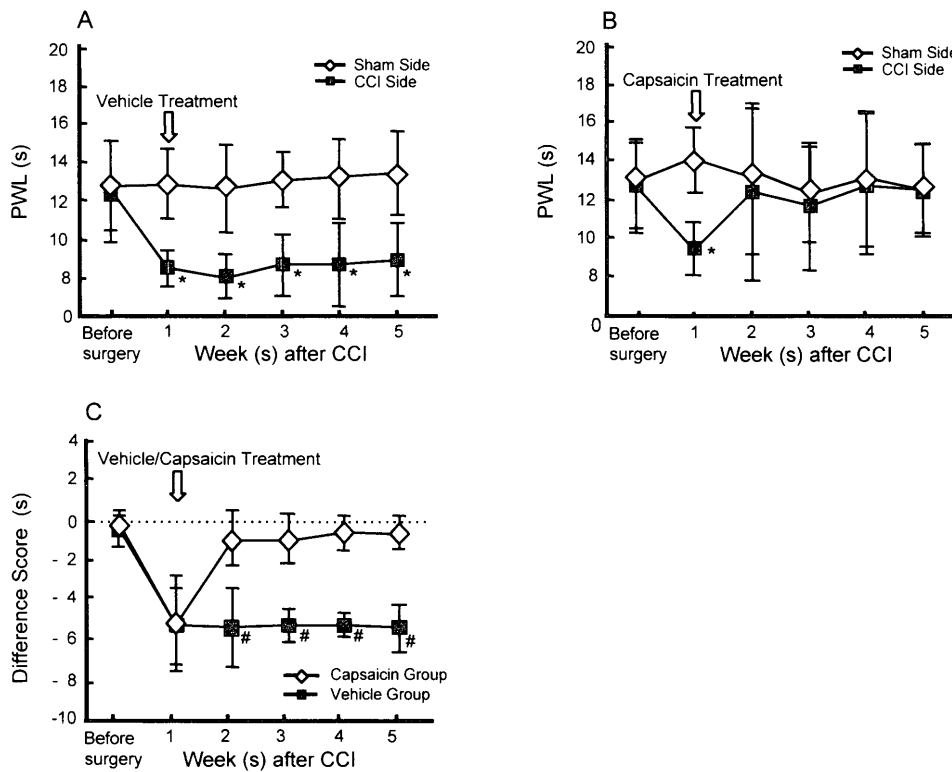 A
20
18
16
14
12
10
8
6
0
PWL (s)
Sham Side
CCI Side
Vehicle Treatment
*
*
*
*
*
Before
surgery
1
2
3
4
5
Week (s) after CCI
B
20
18
16
14
12
10
8
0
PWL (s)
Sham Side
CCI Side
Capsaicin Treatment
*
Before
surgery
1
2
3
4
5
Week (s) after CCI
C
4
2
0
- 2
- 4
- 6
- 8
-10
Difference Score (s)
Vehicle/Capsaicin Treatment
#
#
#
#
Capsaicin Group
Vehicle Group
Before
surgery
1
2
3
4
5
Week (s) after CCI